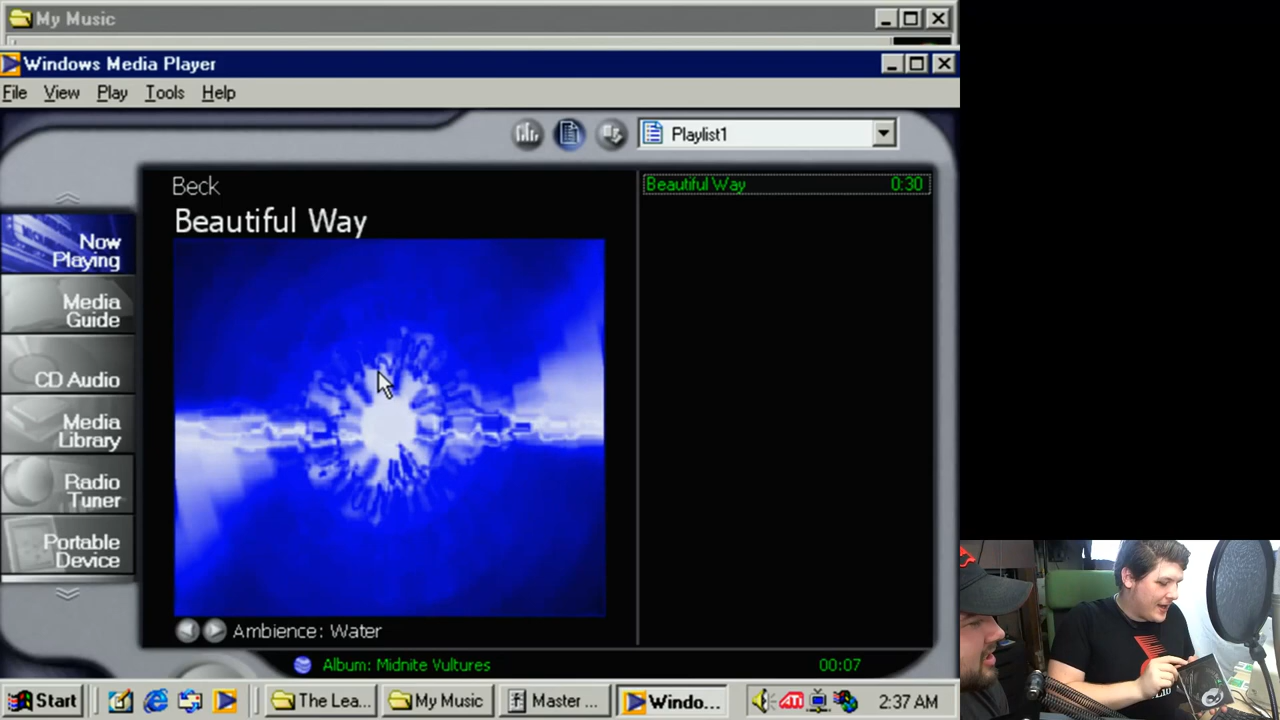 My Music
Windows Media Player
File View Play Tools Help
Playlist1
Beck
Beautiful Way
Beautiful Way 0:30
Now
Playing
Media
Guide
CD Audio
Media
Library
Radio
Tuner
Portable
Device
Ambience: Water
Album: Midnite Vultures 00:07
Start The Lea... My Music Master ... Windo... 2:37 AM